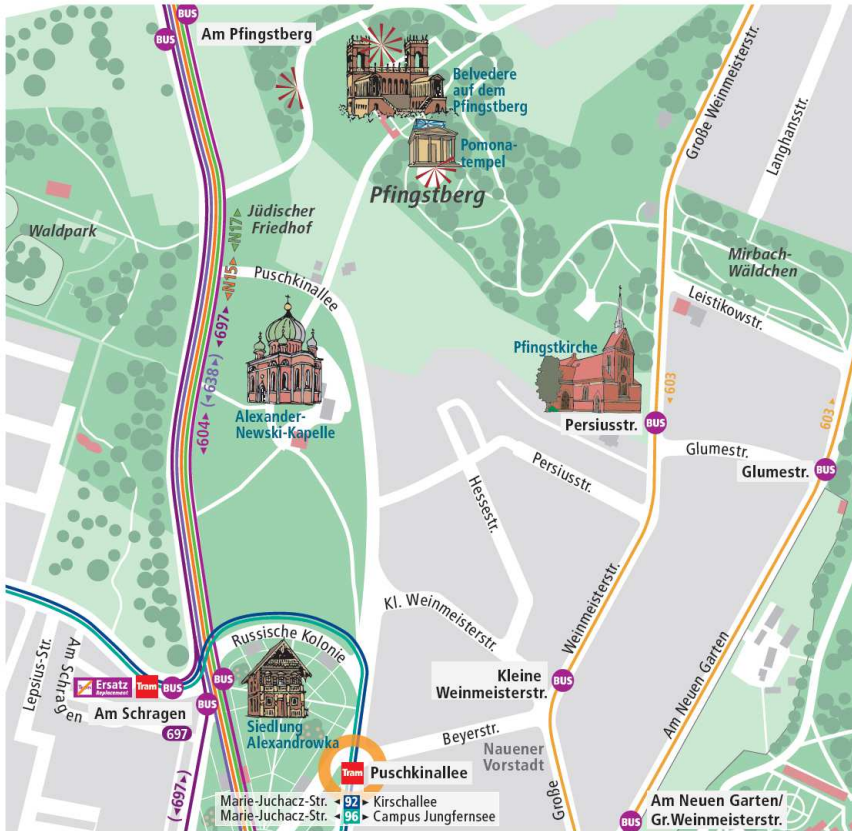 BUS
BUS
Am Pfingstberg
Belvedere
auf dem
Pfingstberg
Pomona-
tempel
Pfingstberg
Große Weinmeisterstr.
Langhansstr.
Waldpark
Jüdischer
Friedhof
◄N17►
◄N15►
◄697►
(◄638►)
◄604►
Puschkinallee
Mirbach-
Wäldchen
Leistikowstr.
Pfingstkirche
◄603
603►
Alexander-
Newski-Kapelle
Persiusstr.
BUS
Glumestr.
Glumestr.
BUS
Persiusstr.
Hessestr.
Kl. Weinmeisterstr.
Weinmeisterstr.
Russische Kolonie
Lepsius-Str.
Am Schragen
Ersatz
Replacement
Tram
BUS
BUS
BUS
Am Schragen
697
(◄697►)
Siedlung
Alexandrowka
Kleine
Weinmeisterstr.
BUS
Am Neuen Garten
Beyerstr.
Nauener
Vorstadt
Große
Tram
Puschkinallee
Marie-Juchacz-Str. ◄ 92 ► Kirschallee
Marie-Juchacz-Str. ◄ 96 ► Campus Jungfernsee
BUS
Am Neuen Garten/
Gr.Weinmeisterstr.